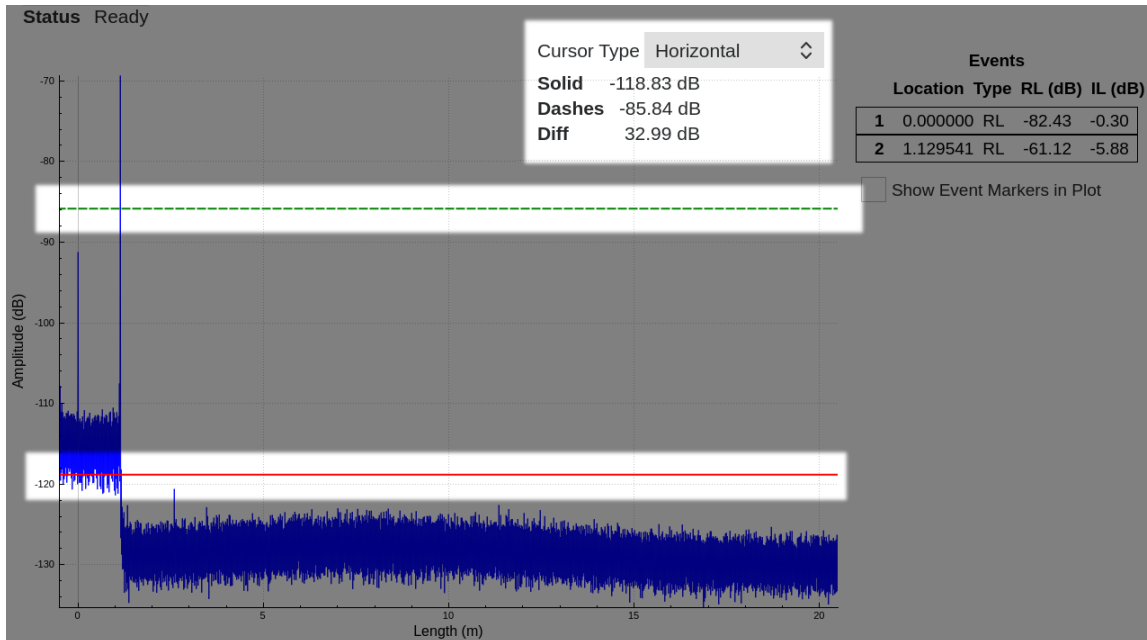 Status Ready
Cursor Type Horizontal
Solid -118.83 dB
Dashes -85.84 dB
Diff 32.99 dB
Events
Location Type RL (dB) IL (dB)
1 0.000000 RL -82.43 -0.30
2 1.129541 RL -61.12 -5.88
Show Event Markers in Plot
Amplitude (dB)
-70
-80
-90
-100
-110
-120
-130
0 5 10 15 20
Length (m)